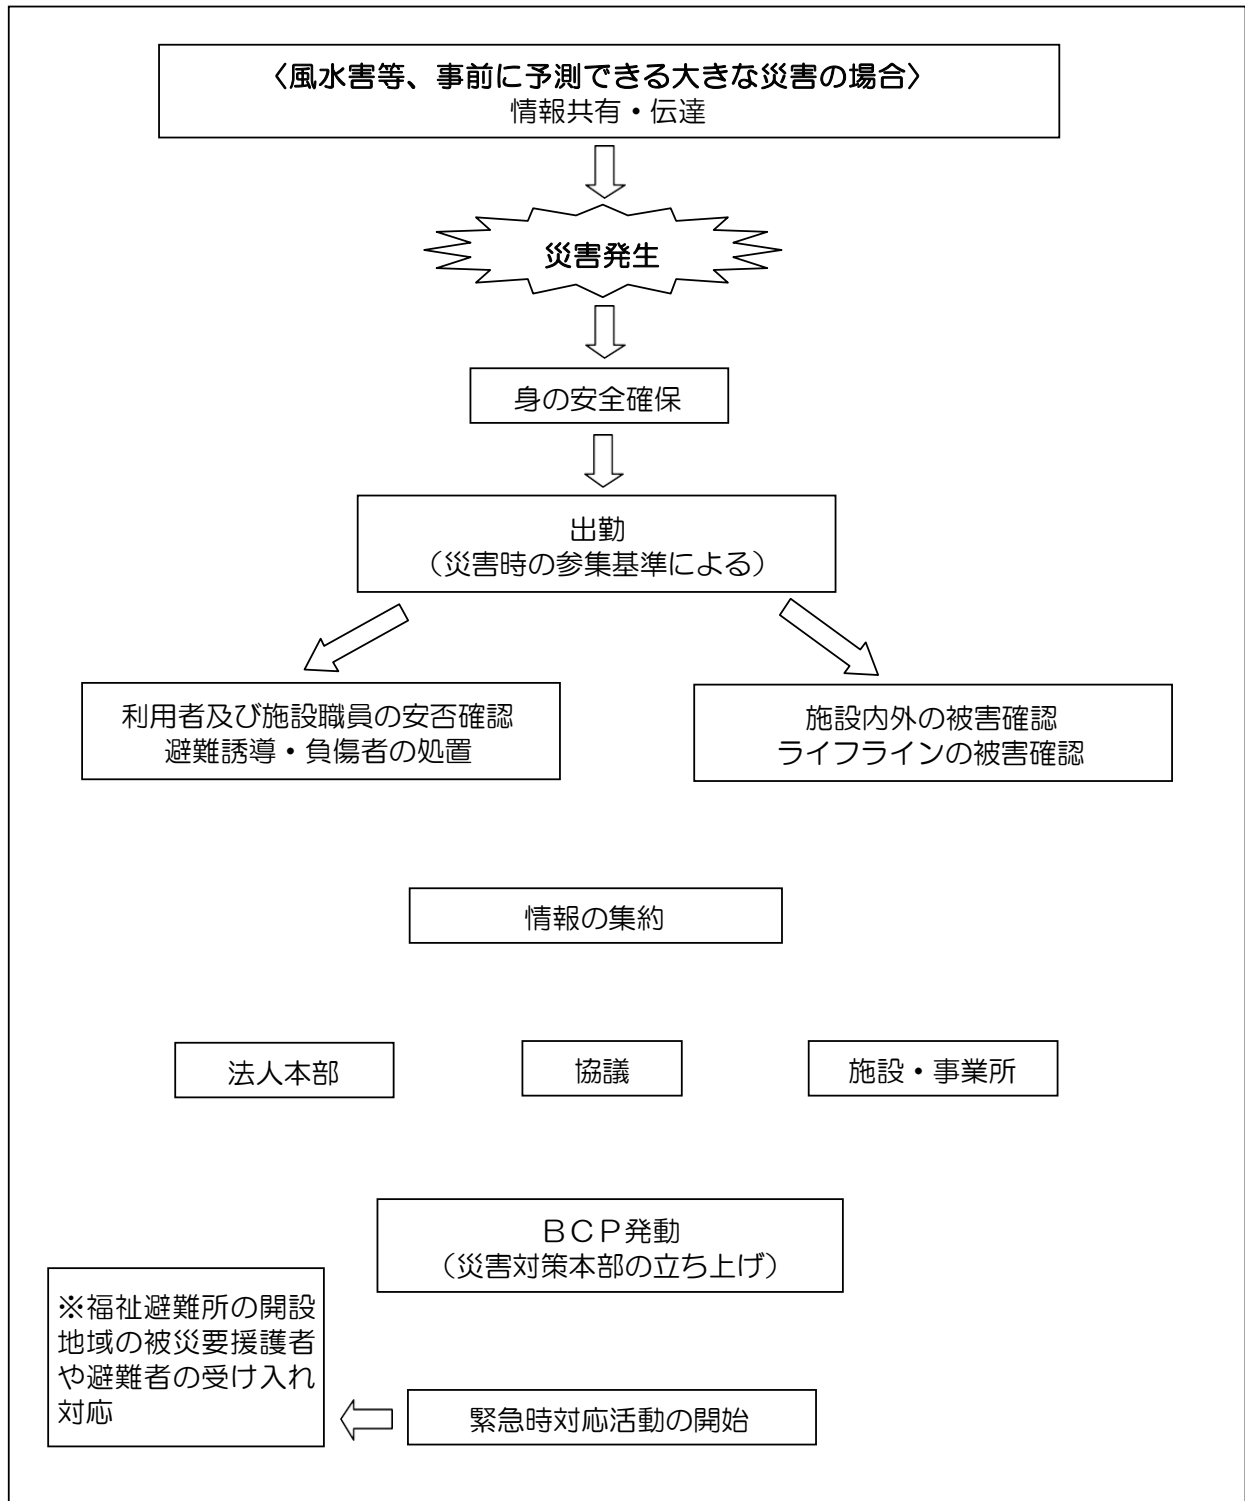 〈風水害等、事前に予測できる大きな災害の場合〉
情報共有・伝達
災害発生
身の安全確保
出勤
（災害時の参集基準による）
利用者及び施設職員の安否確認
避難誘導・負傷者の処置
施設内外の被害確認
ライフラインの被害確認
情報の集約
法人本部
協議
施設・事業所
ＢＣＰ発動
（災害対策本部の立ち上げ）
※福祉避難所の開設
地域の被災要援護者
や避難者の受け入れ
対応
緊急時対応活動の開始